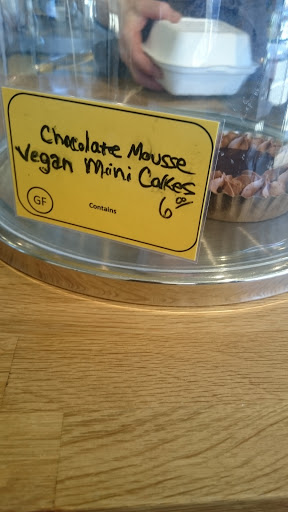 Chocolate Mousse
Vegan Mini Cakes
6.00
GF
Contains